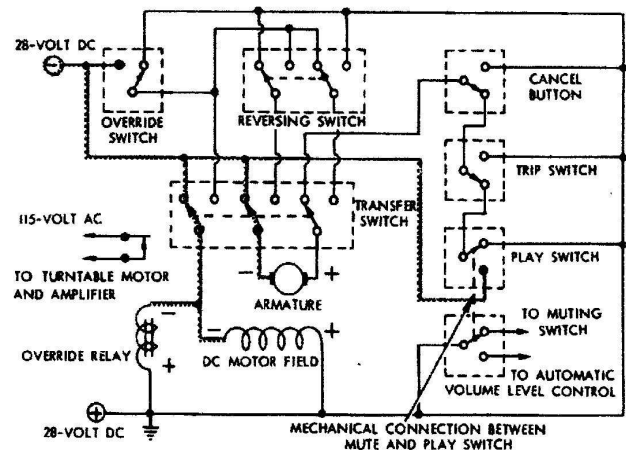 28-VOLT DC
OVERRIDE
SWITCH
REVERSING SWITCH
CANCEL
BUTTON
TRIP SWITCH
TRANSFER
SWITCH
115-VOLT AC
TO TURNTABLE MOTOR
AND AMPLIFIER
ARMATURE
PLAY SWITCH
OVERRIDE RELAY
DC MOTOR FIELD
TO MUTING
SWITCH
TO AUTOMATIC
VOLUME LEVEL CONTROL
28-VOLT DC
MECHANICAL CONNECTION BETWEEN
MUTE AND PLAY SWITCH